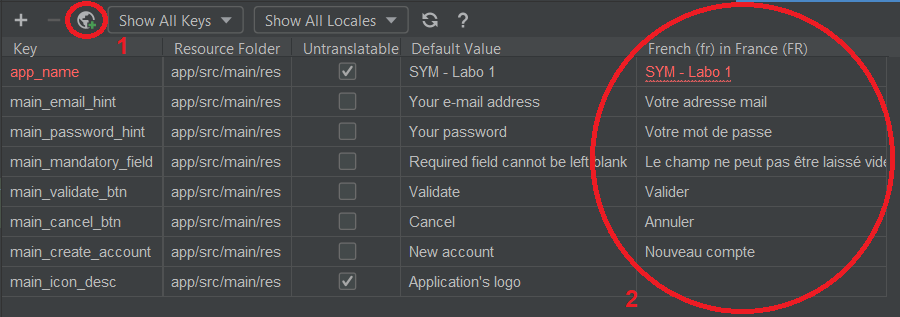 Show All Keys Show All Locales ?
1
Key Resource Folder Untranslatable Default Value French (fr) in France (FR)
app_name app/src/main/res SYM - Labo 1 SYM - Labo 1
main_email_hint app/src/main/res Your e-mail address Votre adresse mail
main_password_hint app/src/main/res Your password Votre mot de passe
main_mandatory_field app/src/main/res Required field cannot be left blank Le champ ne peut pas être laissé vide
main_validate_btn app/src/main/res Validate Valider
main_cancel_btn app/src/main/res Cancel Annuler
main_create_account app/src/main/res New account Nouveau compte
main_icon_desc app/src/main/res Application's logo
2